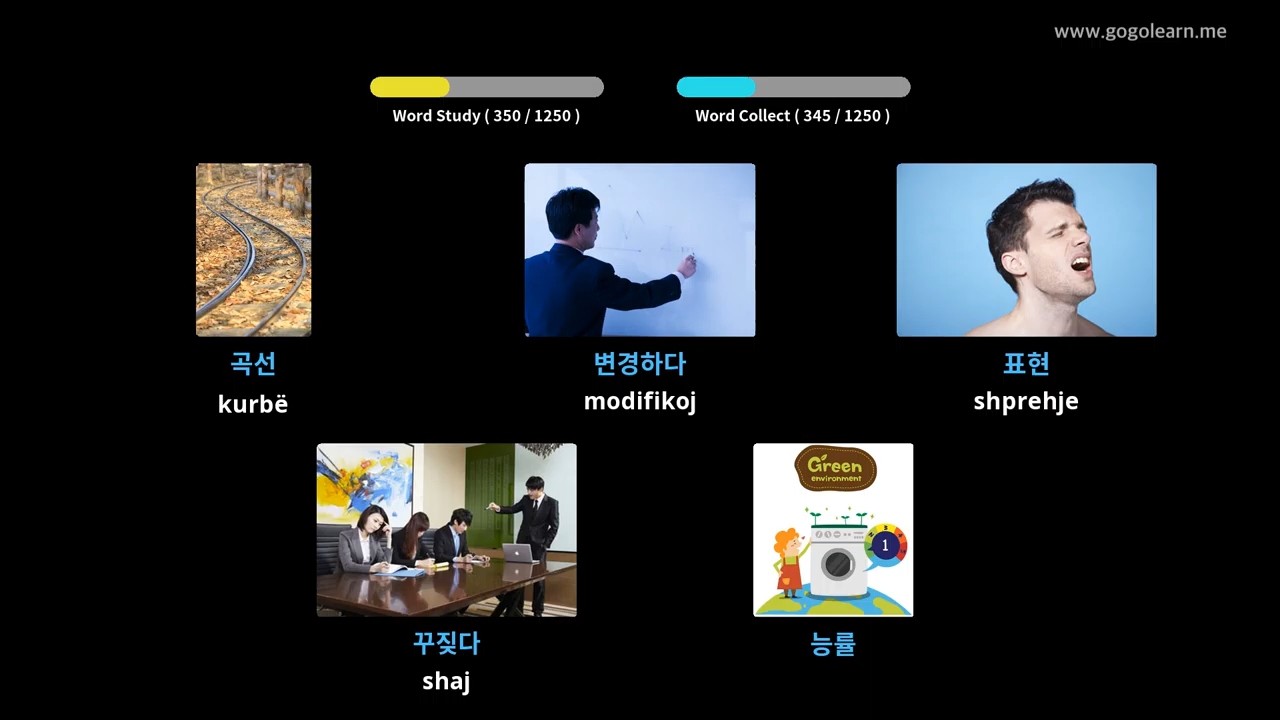 www.gogolearn.me
Word Study ( 350 / 1250 )
Word Collect ( 345 / 1250 )
곡선
kurbë
변경하다
modifikoj
표현
shprehje
꾸짖다
shaj
Green
environment
1
능률